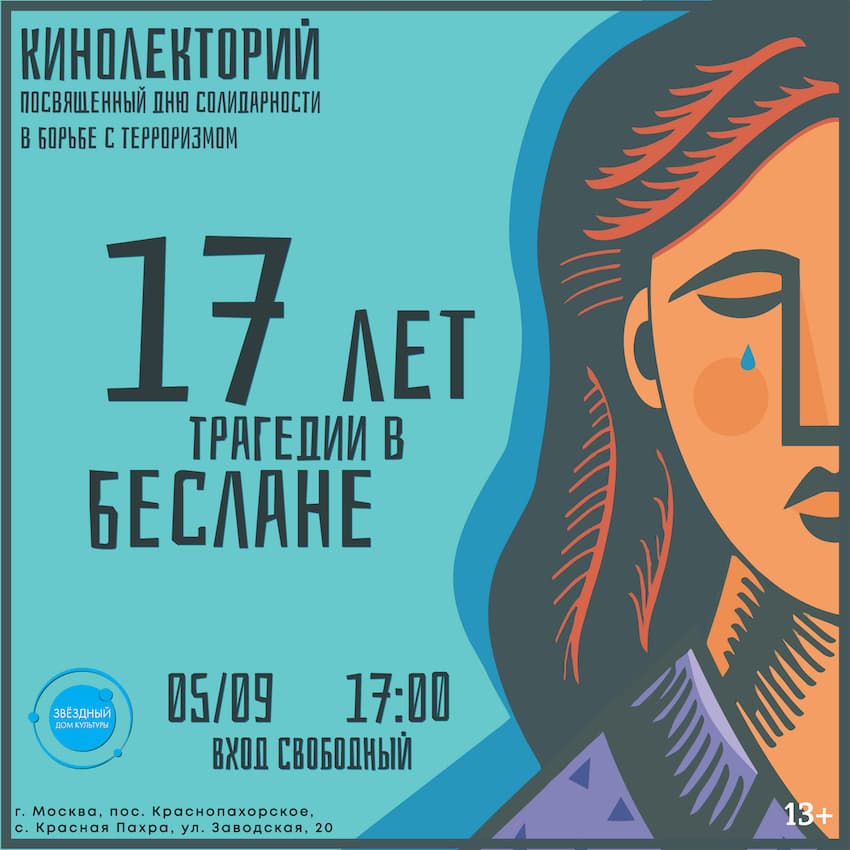 КИНОЛЕКТОРИЙ
ПОСВЯЩЕННЫЙ ДНЮ СОЛИДАРНОСТИ
В БОРЬБЕ С ТЕРРОРИЗМОМ
17 ЛЕТ
ТРАГЕДИИ В
БЕСЛАНЕ
05/09 17:00
ВХОД СВОБОДНЫЙ
ЗВЁЗДНЫЙ
ДОМ КУЛЬТУРЫ
г. Москва, пос. Краснопахорское,
с. Красная Пахра, ул. Заводская, 20
13+